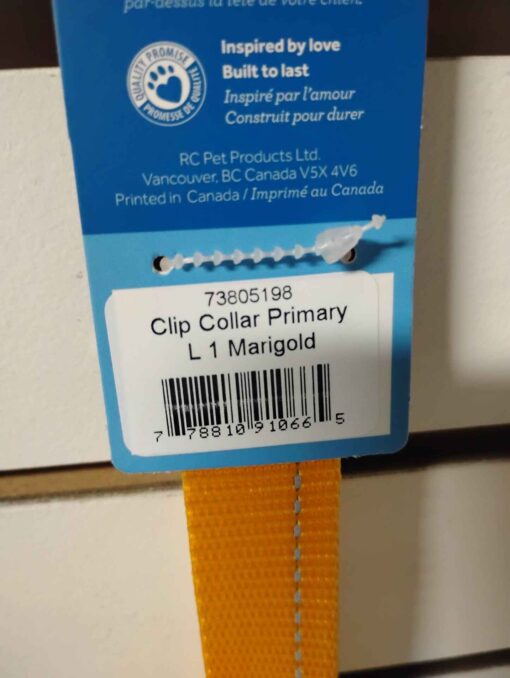 par-dessus la tête de votre chien.
QUALITY PROMISE
PROMESSE DE QUALITÉ
Inspired by love
Built to last
Inspiré par l'amour
Construit pour durer
RC Pet Products Ltd.
Vancouver, BC Canada V5X 4V6
Printed in Canada / Imprimé au Canada
73805198
Clip Collar Primary
L 1 Marigold
7 78810 91066 5